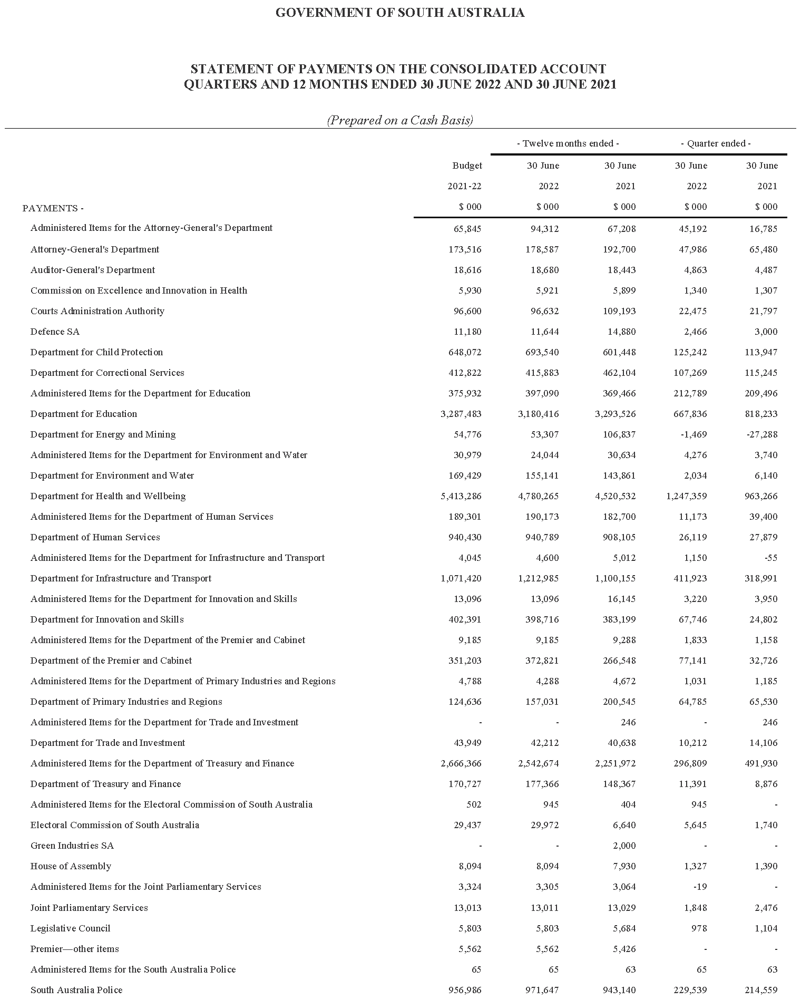 GOVERNMENT OF SOUTH AUSTRALIA
STATEMENT OF PAYMENTS ON THE CONSOLIDATED ACCOUNT
QUARTERS AND 12 MONTHS ENDED 30 JUNE 2022 AND 30 JUNE 2021
(Prepared on a Cash Basis)
- Twelve months ended - - Quarter ended -
Budget 30 June 30 June 30 June 30 June
2021-22 2022 2021 2022 2021
PAYMENTS - $ 000 $ 000 $ 000 $ 000 $ 000
Administered Items for the Attorney-General's Department 65,845 94,312 67,208 45,192 16,785
Attorney-General's Department 173,516 178,587 192,700 47,986 65,480
Auditor-General's Department 18,616 18,680 18,443 4,863 4,487
Commission on Excellence and Innovation in Health 5,930 5,921 5,899 1,340 1,307
Courts Administration Authority 96,600 96,632 109,193 22,475 21,797
Defence SA 11,180 11,644 14,880 2,466 3,000
Department for Child Protection 648,072 693,540 601,448 125,242 113,947
Department for Correctional Services 412,822 415,883 462,104 107,269 115,245
Administered Items for the Department for Education 375,932 397,090 369,466 212,789 209,496
Department for Education 3,287,483 3,180,416 3,293,526 667,836 818,233
Department for Energy and Mining 54,776 53,307 106,837 -1,469 -27,288
Administered Items for the Department for Environment and Water 30,979 24,044 30,634 4,276 3,740
Department for Environment and Water 169,429 155,141 143,861 2,034 6,140
Department for Health and Wellbeing 5,413,286 4,780,265 4,520,532 1,247,359 963,266
Administered Items for the Department of Human Services 189,301 190,173 182,700 11,173 39,400
Department of Human Services 940,430 940,789 908,105 26,119 27,879
Administered Items for the Department for Infrastructure and Transport 4,045 4,600 5,012 1,150 -55
Department for Infrastructure and Transport 1,071,420 1,212,985 1,100,155 411,923 318,991
Administered Items for the Department for Innovation and Skills 13,096 13,096 16,145 3,220 3,950
Department for Innovation and Skills 402,391 398,716 383,199 67,746 24,802
Administered Items for the Department of the Premier and Cabinet 9,185 9,185 9,288 1,833 1,158
Department of the Premier and Cabinet 351,203 372,821 266,548 77,141 32,726
Administered Items for the Department of Primary Industries and Regions 4,788 4,288 4,672 1,031 1,185
Department of Primary Industries and Regions 124,636 157,031 200,545 64,785 65,530
Administered Items for the Department for Trade and Investment - - 246 - 246
Department for Trade and Investment 43,949 42,212 40,638 10,212 14,106
Administered Items for the Department of Treasury and Finance 2,666,366 2,542,674 2,251,972 296,809 491,930
Department of Treasury and Finance 170,727 177,366 148,367 11,391 8,876
Administered Items for the Electoral Commission of South Australia 502 945 404 945 -
Electoral Commission of South Australia 29,437 29,972 6,640 5,645 1,740
Green Industries SA - - 2,000 - -
House of Assembly 8,094 8,094 7,930 1,327 1,390
Administered Items for the Joint Parliamentary Services 3,324 3,305 3,064 -19 -
Joint Parliamentary Services 13,013 13,011 13,029 1,848 2,476
Legislative Council 5,803 5,803 5,684 978 1,104
Premier—other items 5,562 5,562 5,426 - -
Administered Items for the South Australia Police 65 65 63 65 63
South Australia Police 956,986 971,647 943,140 229,539 214,559